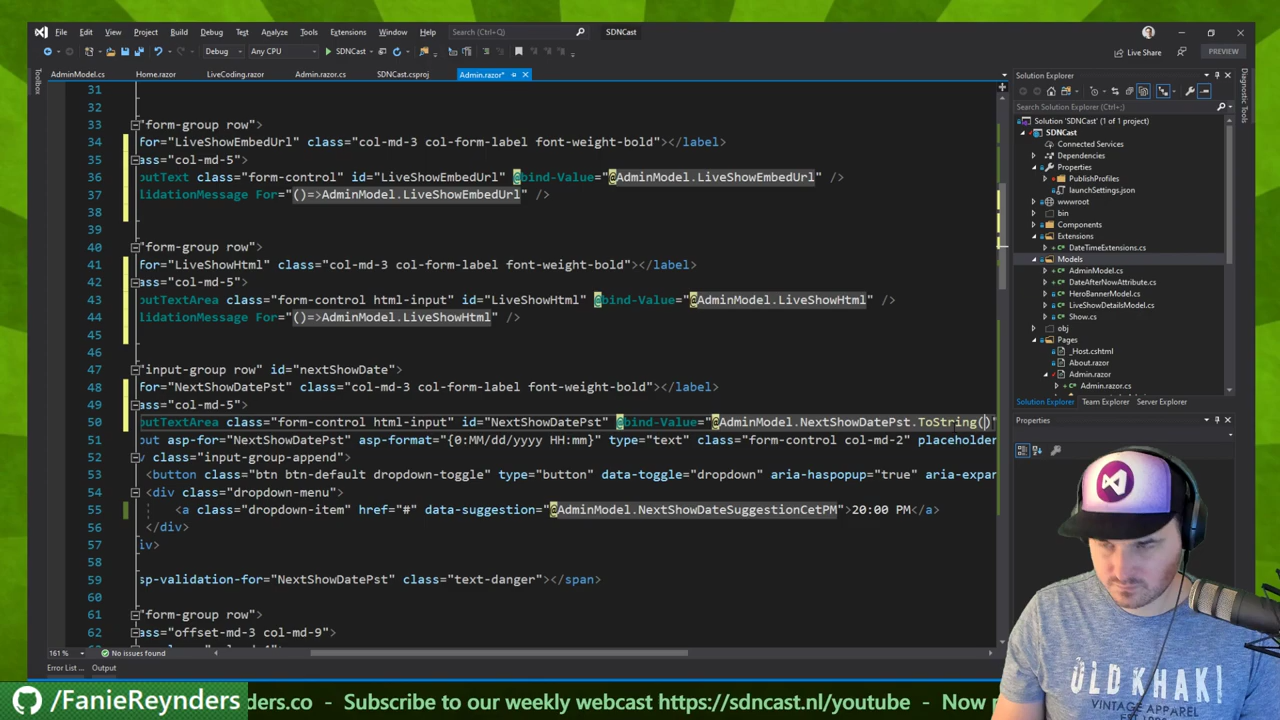 File Edit View Project Build Debug Test Analyze Tools Extensions Window Help Search (Ctrl+Q) SDNCast
Debug Any CPU SDNCast Live Share PREVIEW
AdminModel.cs Home.razor LiveCoding.razor Admin.razor.cs SDNCast.csproj Admin.razor*
Toolbox
31
32
33 "form-group row">
34 for="LiveShowEmbedUrl" class="col-md-3 col-form-label font-weight-bold"></label>
35 ass="col-md-5">
36 outText class="form-control" id="LiveShowEmbedUrl" @bind-Value="@AdminModel.LiveShowEmbedUrl" />
37 lidationMessage For="()=>AdminModel.LiveShowEmbedUrl" />
38
39
40 "form-group row">
41 for="LiveShowHtml" class="col-md-3 col-form-label font-weight-bold"></label>
42 ass="col-md-5">
43 outTextArea class="form-control html-input" id="LiveShowHtml" @bind-Value="@AdminModel.LiveShowHtml" />
44 lidationMessage For="()=>AdminModel.LiveShowHtml" />
45
46
47 "input-group row" id="nextShowDate">
48 for="NextShowDatePst" class="col-md-3 col-form-label font-weight-bold"></label>
49 ass="col-md-5">
50 outTextArea class="form-control html-input" id="NextShowDatePst" @bind-Value="@AdminModel.NextShowDatePst.ToString()"
51 out asp-for="NextShowDatePst" asp-format="{0:MM/dd/yyyy HH:mm}" type="text" class="form-control col-md-2" placeholder
52 v class="input-group-append">
53 <button class="btn btn-default dropdown-toggle" type="button" data-toggle="dropdown" aria-haspopup="true" aria-expan
54 <div class="dropdown-menu">
55 <a class="dropdown-item" href="#" data-suggestion="@AdminModel.NextShowDateSuggestionCetPM">20:00 PM</a>
56 </div>
57 iv>
58
59 sp-validation-for="NextShowDatePst" class="text-danger"></span>
60
61 "form-group row">
62 ass="offset-md-3 col-md-9">
161 % No issues found
Error List ... Output
Solution Explorer
Search Solution Explorer (Ctrl+;)
Solution 'SDNCast' (1 of 1 project)
SDNCast
Connected Services
Dependencies
Properties
PublishProfiles
launchSettings.json
wwwroot
bin
Components
Extensions
DateTimeExtensions.cs
Models
AdminModel.cs
DateAfterNowAttribute.cs
HeroBannerModel.cs
LiveShowDetailsModel.cs
Show.cs
obj
Pages
_Host.cshtml
About.razor
Admin.razor
Admin.razor.cs
Solution Explorer Team Explorer Server Explorer
Properties
Diagnostic Tools
OLD KHAKI
VINTAGE APPAREL
/FanieReynders
ders.co - Subscribe to our weekly webcast https://sdncast.nl/youtube - Now